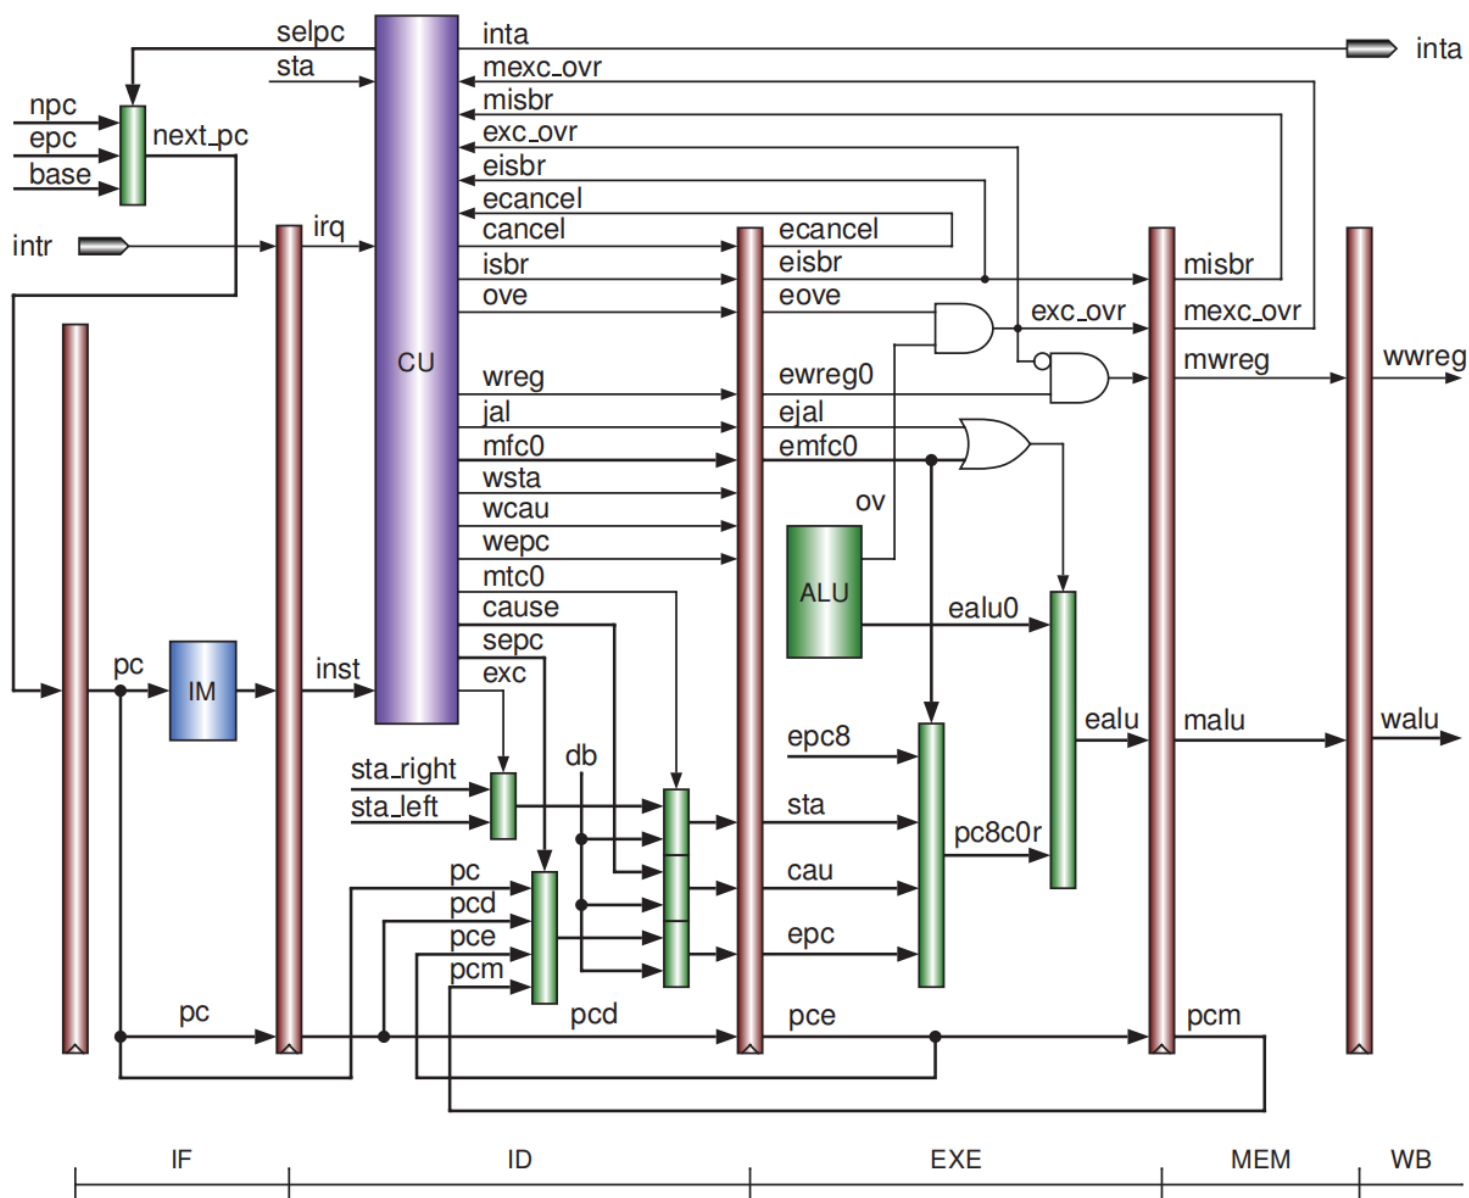 selpc
inta
inta
sta
mexc_ovr
npc
misbr
epc
next_pc
exc_ovr
base
eisbr
ecancel
intr
irq
cancel
ecancel
isbr
eisbr
misbr
ove
eove
exc_ovr
mexc_ovr
CU
wreg
ewreg0
mwreg
wwreg
jal
ejal
mfc0
emfc0
wsta
ov
wcau
wepc
mtc0
ALU
cause
ealu0
sepc
pc
IM
inst
exc
ealu
malu
walu
sta_right
db
epc8
sta_left
sta
pc8c0r
pc
cau
pcd
pce
epc
pcm
pc
pcd
pce
pcm
IF
ID
EXE
MEM
WB